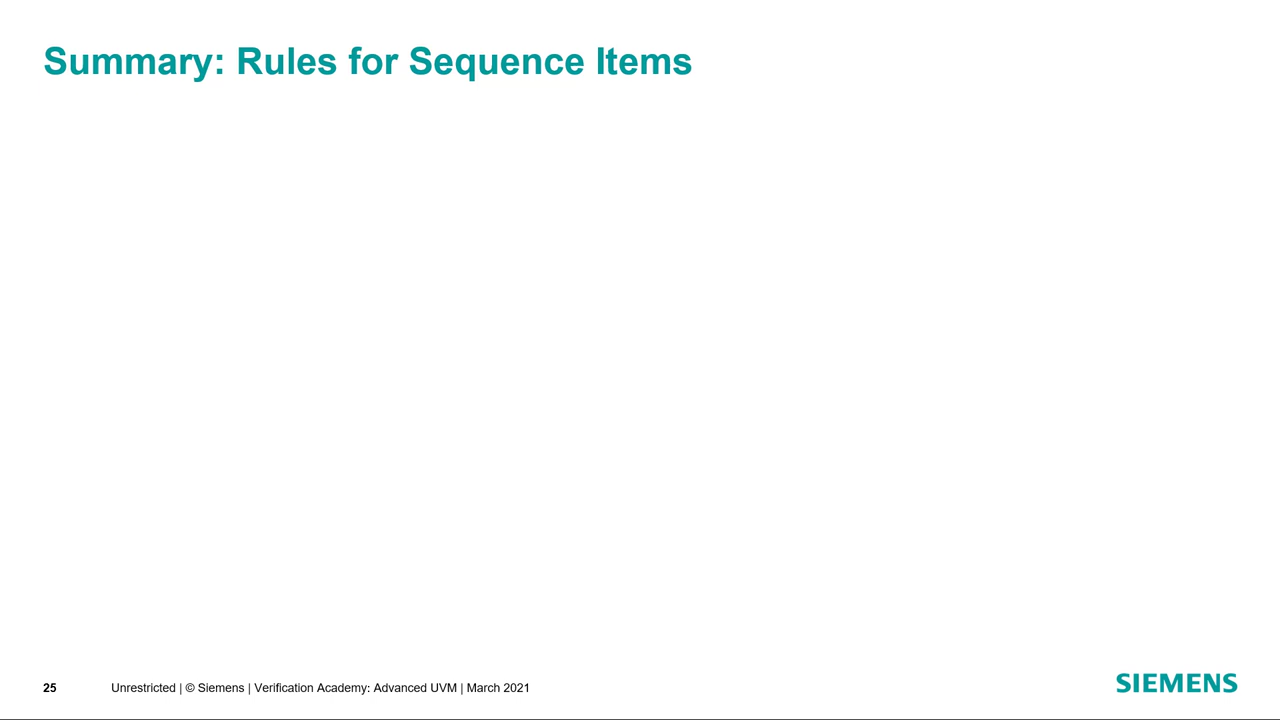 Summary: Rules for Sequence Items
25 Unrestricted | © Siemens | Verification Academy: Advanced UVM | March 2021
SIEMENS